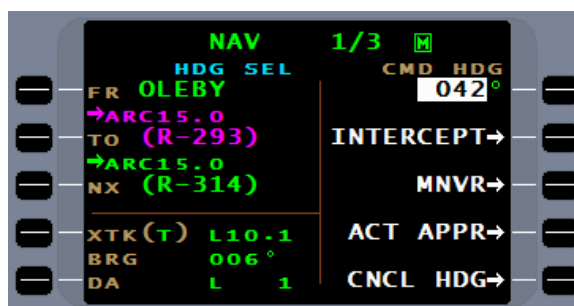 NAV 1/3 M
HDG SEL CMD HDG
FR OLEBY 042°
→ARC15.0
TO (R-293) INTERCEPT→
→ARC15.0
NX (R-314) MNVR→
XTK(T) L10.1 ACT APPR→
BRG 006°
DA L 1 CNCL HDG→